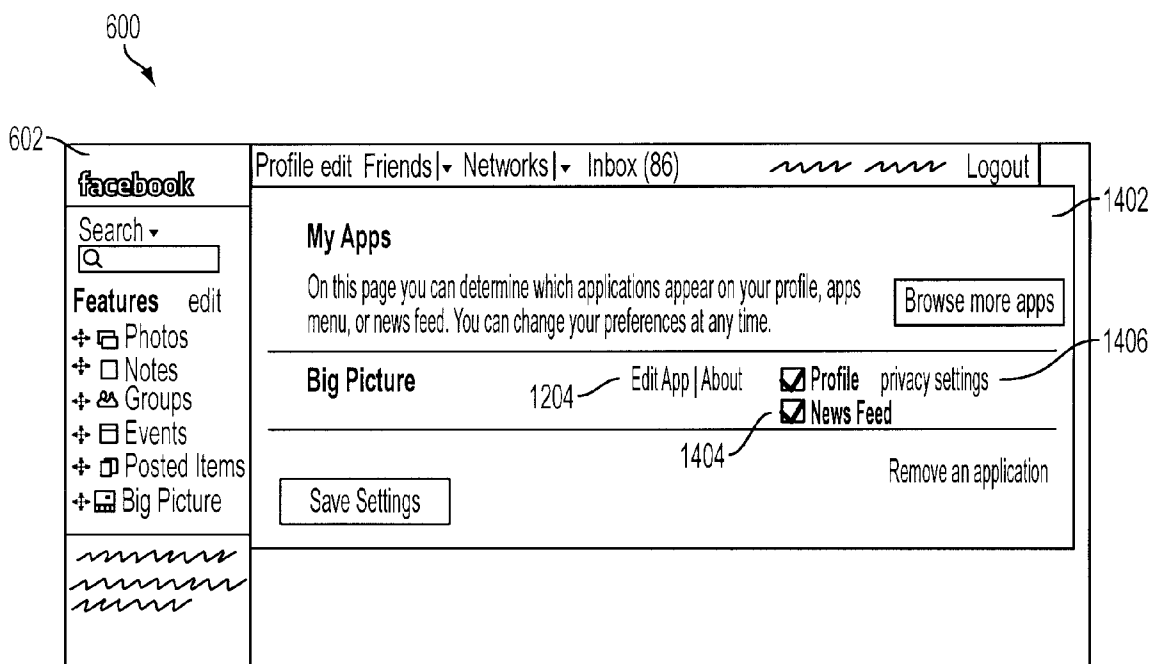 600
602
facebook
Profile edit Friends Networks Inbox (86) Logout
1402
Search
Features edit
Photos
Notes
Groups
Events
Posted Items
Big Picture
My Apps
On this page you can determine which applications appear on your profile, apps
menu, or news feed. You can change your preferences at any time.
Browse more apps
1406
Big Picture 1204 Edit App | About Profile privacy settings
1404 News Feed
Remove an application
Save Settings